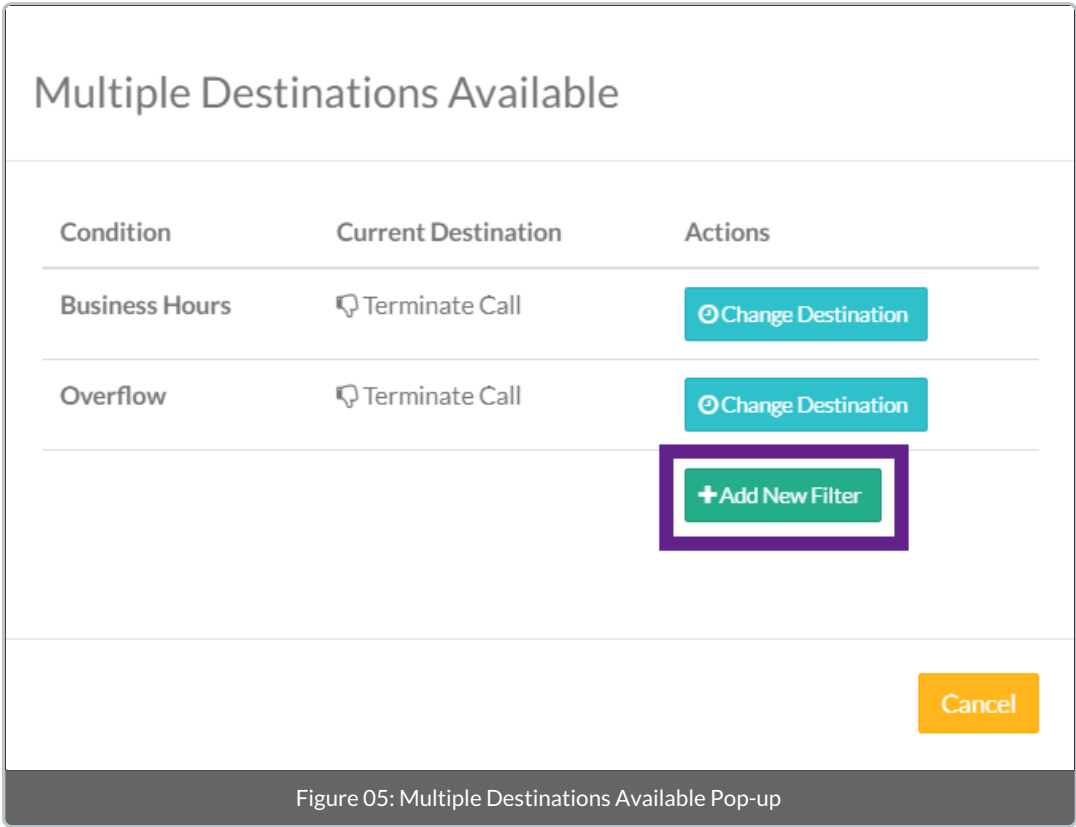 Multiple Destinations Available
Condition Current Destination Actions
Business Hours Terminate Call Change Destination
Overflow Terminate Call Change Destination
+Add New Filter
Cancel
Figure 05: Multiple Destinations Available Pop-up